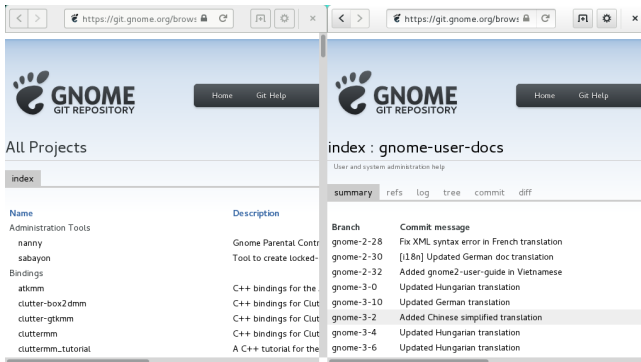 https://git.gnome.org/brows
GNOME
GIT REPOSITORY
Home Git Help
All Projects
index
Name Description
Administration Tools
nanny Gnome Parental Contr
sabayon Tool to create locked-
Bindings
atkmm C++ bindings for the
clutter-box2dmm C++ bindings for Clut
clutter-gtkmm C++ bindings for Clut
cluttermm C++ bindings for Clut
cluttermm_tutorial A C++ tutorial for the
https://git.gnome.org/brows
GNOME
GIT REPOSITORY
Home Git Help
index : gnome-user-docs
User and system administration help
summary refs log tree commit diff
Branch Commit message
gnome-2-28 Fix XML syntax error in French translation
gnome-2-30 [i18n] Updated German doc translation
gnome-2-32 Added gnome2-user-guide in Vietnamese
gnome-3-0 Updated Hungarian translation
gnome-3-10 Updated German translation
gnome-3-2 Added Chinese simplified translation
gnome-3-4 Updated Hungarian translation
gnome-3-6 Updated Hungarian translation